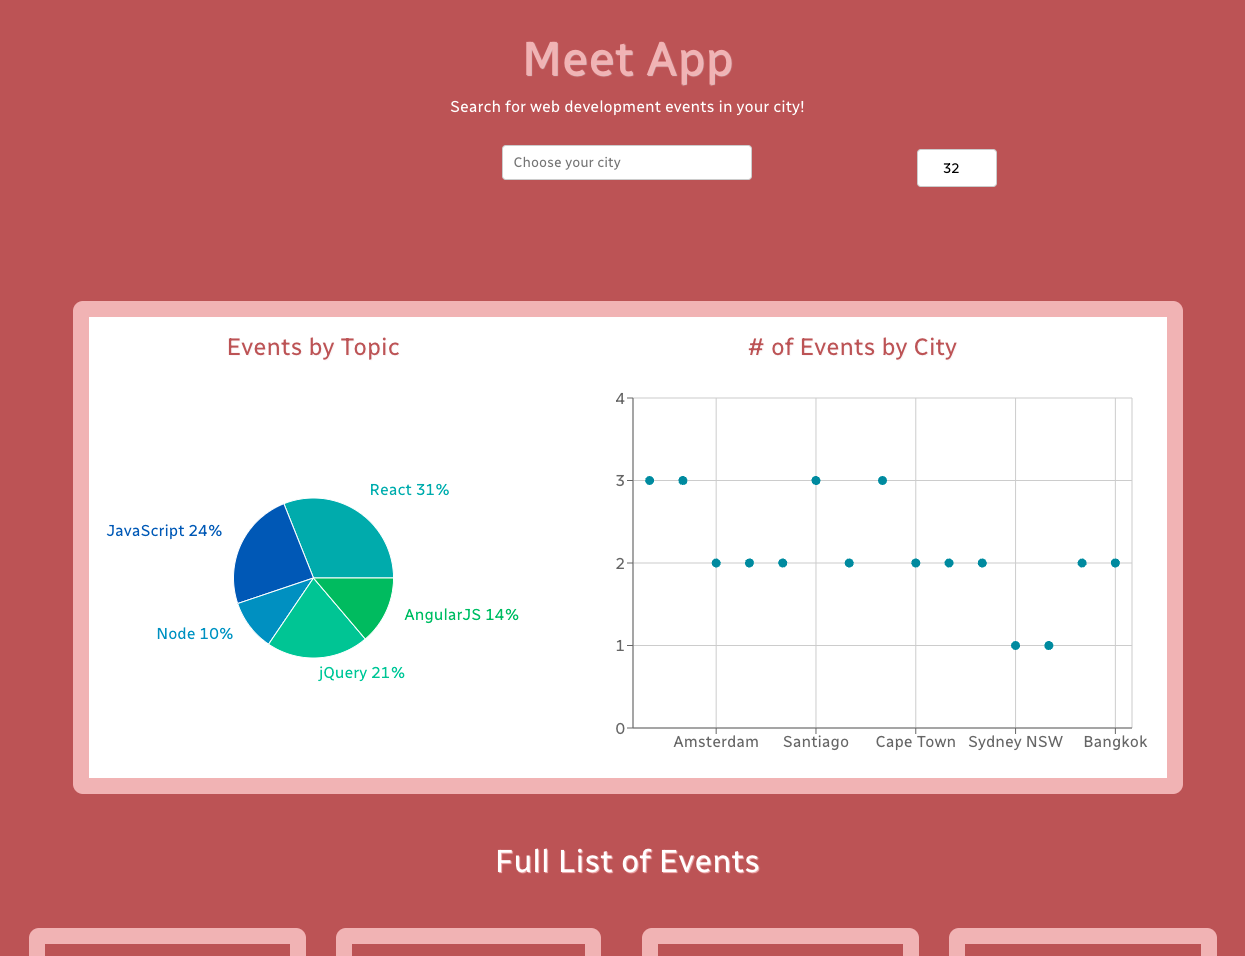 Meet App
Search for web development events in your city!
Choose your city
32
Events by Topic
# of Events by City
React 31%
JavaScript 24%
AngularJS 14%
Node 10%
jQuery 21%
4
3
2
1
0
Amsterdam Santiago Cape Town Sydney NSW Bangkok
Full List of Events